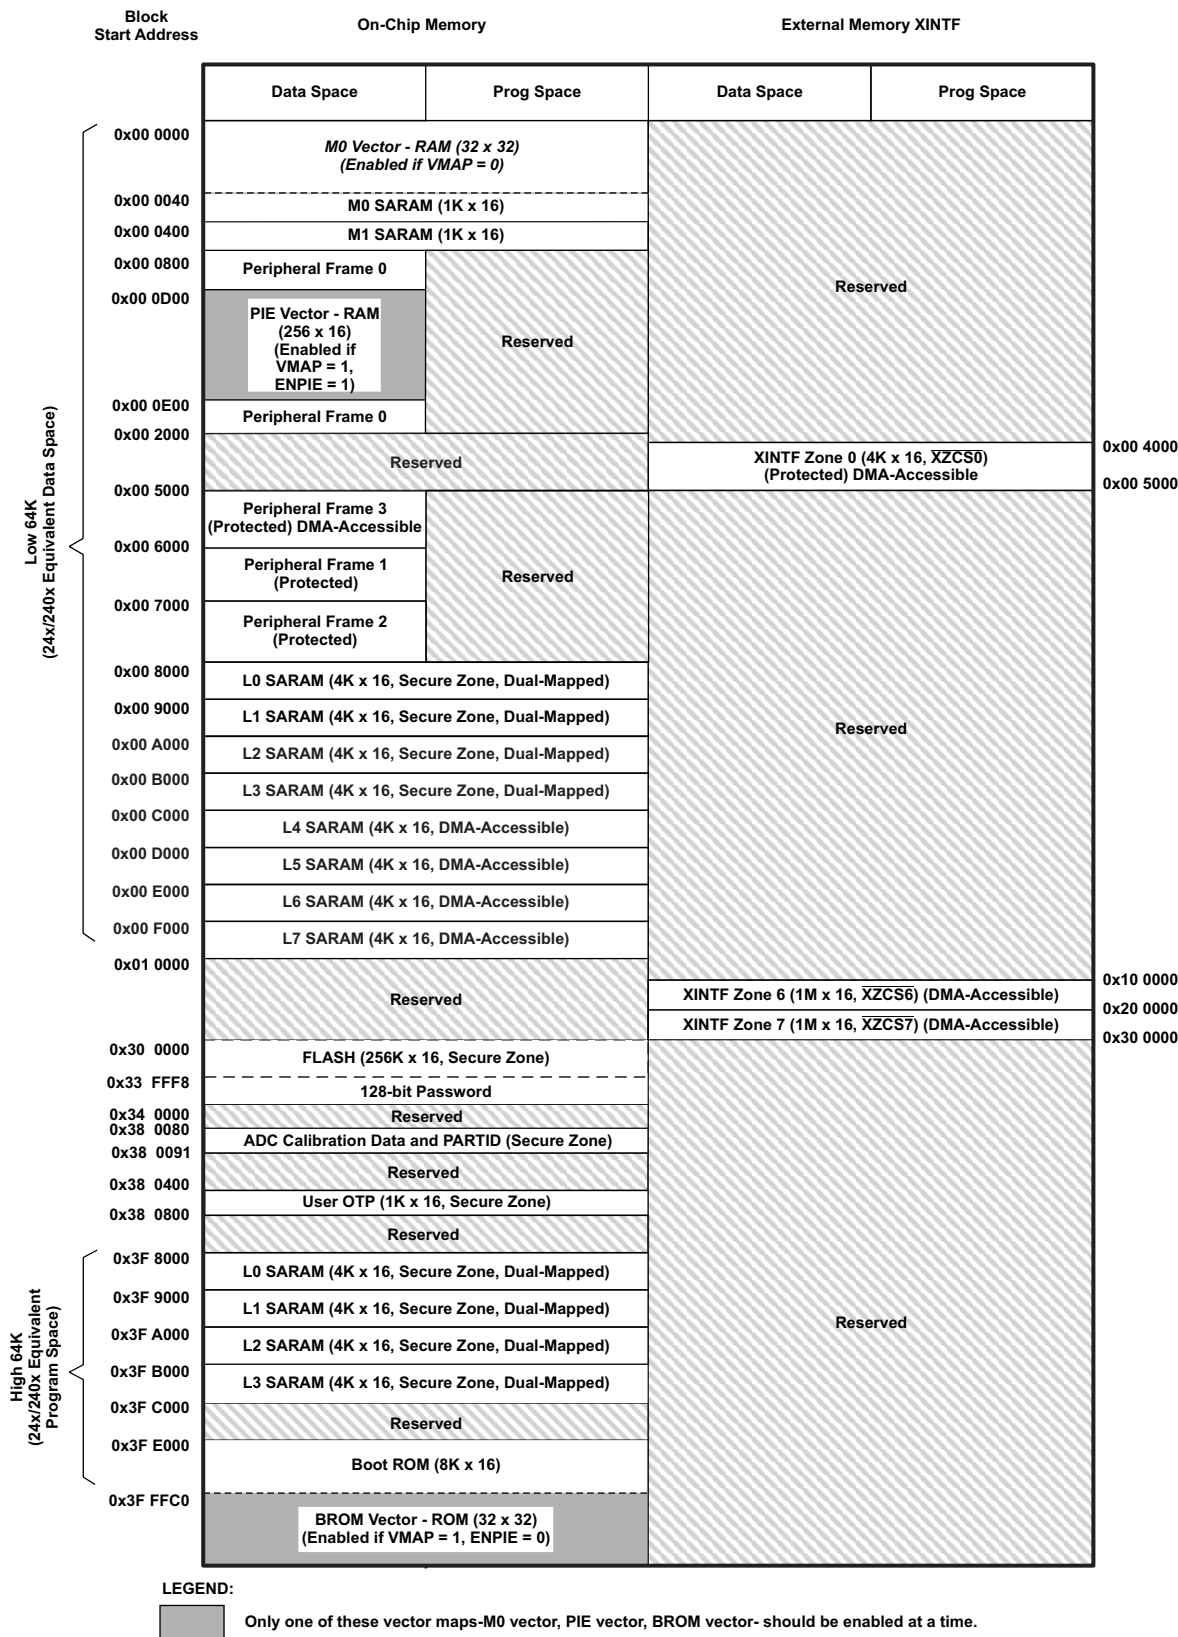 Block
Start Address
On-Chip Memory
External Memory XINTF
Data Space
Prog Space
Data Space
Prog Space
0x00 0000
M0 Vector - RAM (32 x 32)
(Enabled if VMAP = 0)
0x00 0040
M0 SARAM (1K x 16)
0x00 0400
M1 SARAM (1K x 16)
0x00 0800
Peripheral Frame 0
Reserved
0x00 0D00
PIE Vector - RAM
(256 x 16)
(Enabled if
VMAP = 1,
ENPIE = 1)
Reserved
0x00 0E00
Peripheral Frame 0
0x00 2000
Reserved
XINTF Zone 0 (4K x 16, XZCS0)
(Protected) DMA-Accessible
0x00 4000
0x00 5000
0x00 5000
Peripheral Frame 3
(Protected) DMA-Accessible
0x00 6000
Peripheral Frame 1
(Protected)
Reserved
0x00 7000
Peripheral Frame 2
(Protected)
Low 64K
(24x/240x Equivalent Data Space)
0x00 8000
L0 SARAM (4K x 16, Secure Zone, Dual-Mapped)
0x00 9000
L1 SARAM (4K x 16, Secure Zone, Dual-Mapped)
Reserved
0x00 A000
L2 SARAM (4K x 16, Secure Zone, Dual-Mapped)
0x00 B000
L3 SARAM (4K x 16, Secure Zone, Dual-Mapped)
0x00 C000
L4 SARAM (4K x 16, DMA-Accessible)
0x00 D000
L5 SARAM (4K x 16, DMA-Accessible)
0x00 E000
L6 SARAM (4K x 16, DMA-Accessible)
0x00 F000
L7 SARAM (4K x 16, DMA-Accessible)
0x01 0000
Reserved
0x10 0000
XINTF Zone 6 (1M x 16, XZCS6) (DMA-Accessible)
0x20 0000
XINTF Zone 7 (1M x 16, XZCS7) (DMA-Accessible)
0x30 0000
0x30 0000
FLASH (256K x 16, Secure Zone)
0x33 FFF8
128-bit Password
0x34 0000
Reserved
0x38 0080
ADC Calibration Data and PARTID (Secure Zone)
0x38 0091
Reserved
0x38 0400
User OTP (1K x 16, Secure Zone)
0x38 0800
Reserved
0x3F 8000
L0 SARAM (4K x 16, Secure Zone, Dual-Mapped)
0x3F 9000
L1 SARAM (4K x 16, Secure Zone, Dual-Mapped)
Reserved
0x3F A000
L2 SARAM (4K x 16, Secure Zone, Dual-Mapped)
0x3F B000
L3 SARAM (4K x 16, Secure Zone, Dual-Mapped)
High 64K
(24x/240x Equivalent
Program Space)
0x3F C000
Reserved
0x3F E000
Boot ROM (8K x 16)
0x3F FFC0
BROM Vector - ROM (32 x 32)
(Enabled if VMAP = 1, ENPIE = 0)
LEGEND:
Only one of these vector maps-M0 vector, PIE vector, BROM vector- should be enabled at a time.